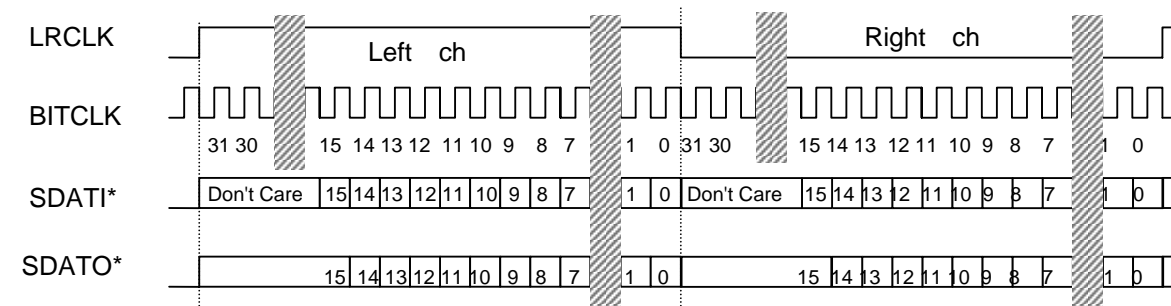 LRCLK Left ch Right ch
BITCLK
31 30 15 14 13 12 11 10 9 8 7 1 0 31 30 15 14 13 12 11 10 9 8 7 1 0
SDATI* Don't Care 15 14 13 12 11 10 9 8 7 1 0 Don't Care 15 14 13 12 11 10 9 8 7 1 0
SDATO* 15 14 13 12 11 10 9 8 7 1 0 15 14 13 12 11 10 9 8 7 1 0